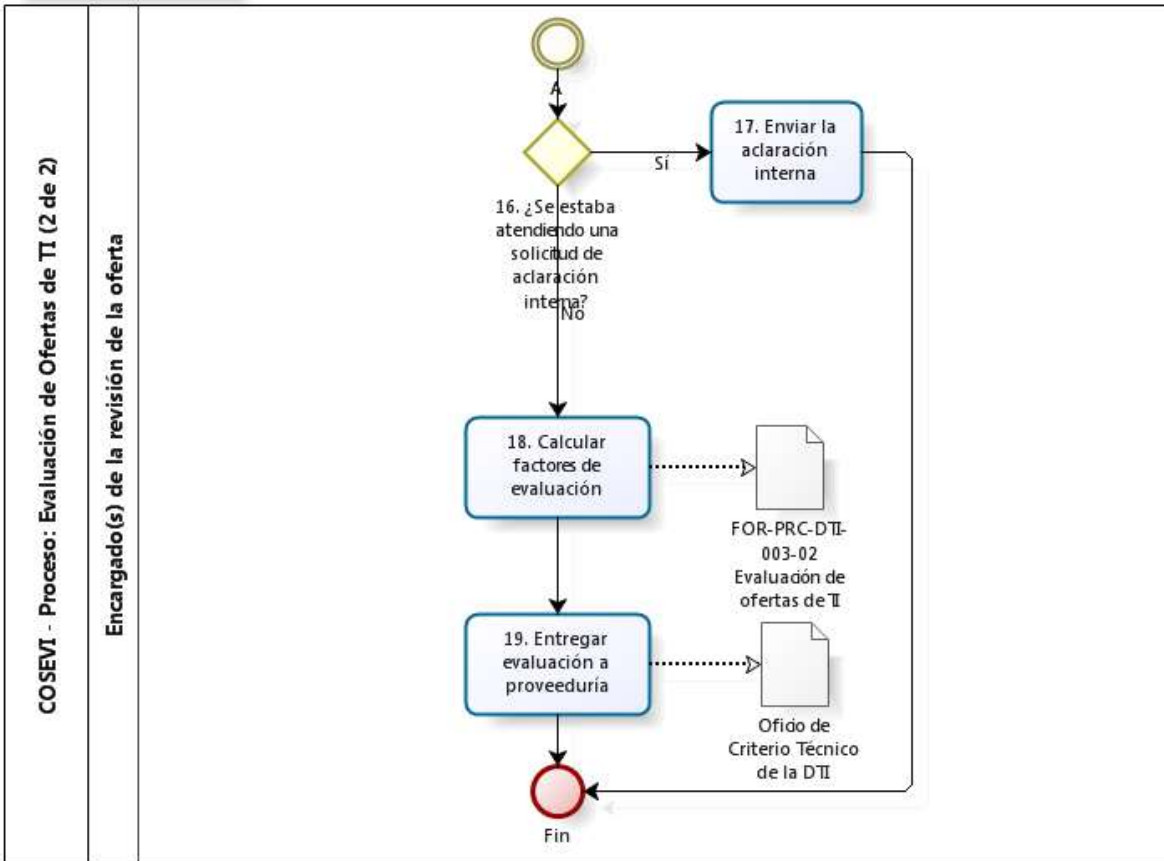 COSEVI - Proceso: Evaluación de Ofertas de TI (2 de 2)
Encargado(s) de la revisión de la oferta
A
16. ¿Se estaba
atendiendo una
solicitud de
aclaración
interna?
Sí
No
17. Enviar la
aclaración
interna
18. Calcular
factores de
evaluación
FOR-PRC-DTI-
003-02
Evaluación de
ofertas de TI
19. Entregar
evaluación a
proveeduría
Oficio de
Criterio Técnico
de la DTI
Fin